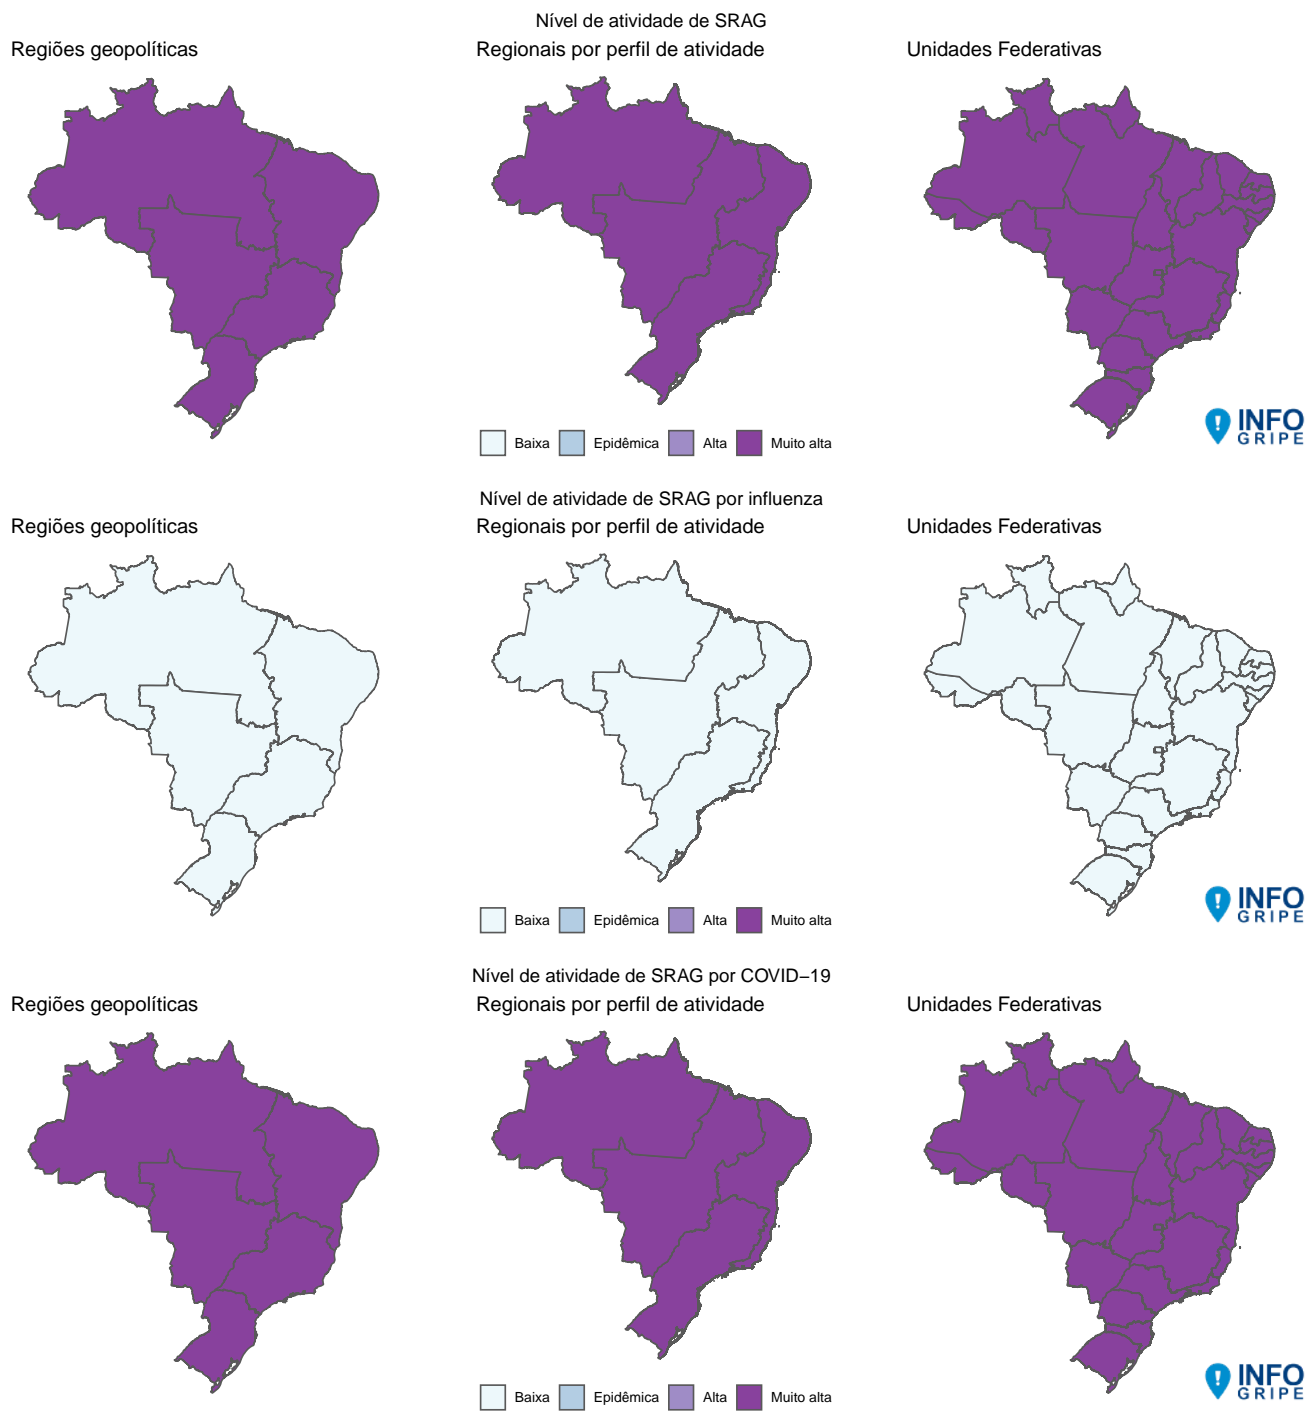 Nível de atividade de SRAG
Regiões geopolíticas
Regionais por perfil de atividade
Unidades Federativas
Baixa Epidêmica Alta Muito alta
INFO
GRIPE
Nível de atividade de SRAG por influenza
Regiões geopolíticas
Regionais por perfil de atividade
Unidades Federativas
Baixa Epidêmica Alta Muito alta
INFO
GRIPE
Nível de atividade de SRAG por COVID−19
Regiões geopolíticas
Regionais por perfil de atividade
Unidades Federativas
Baixa Epidêmica Alta Muito alta
INFO
GRIPE